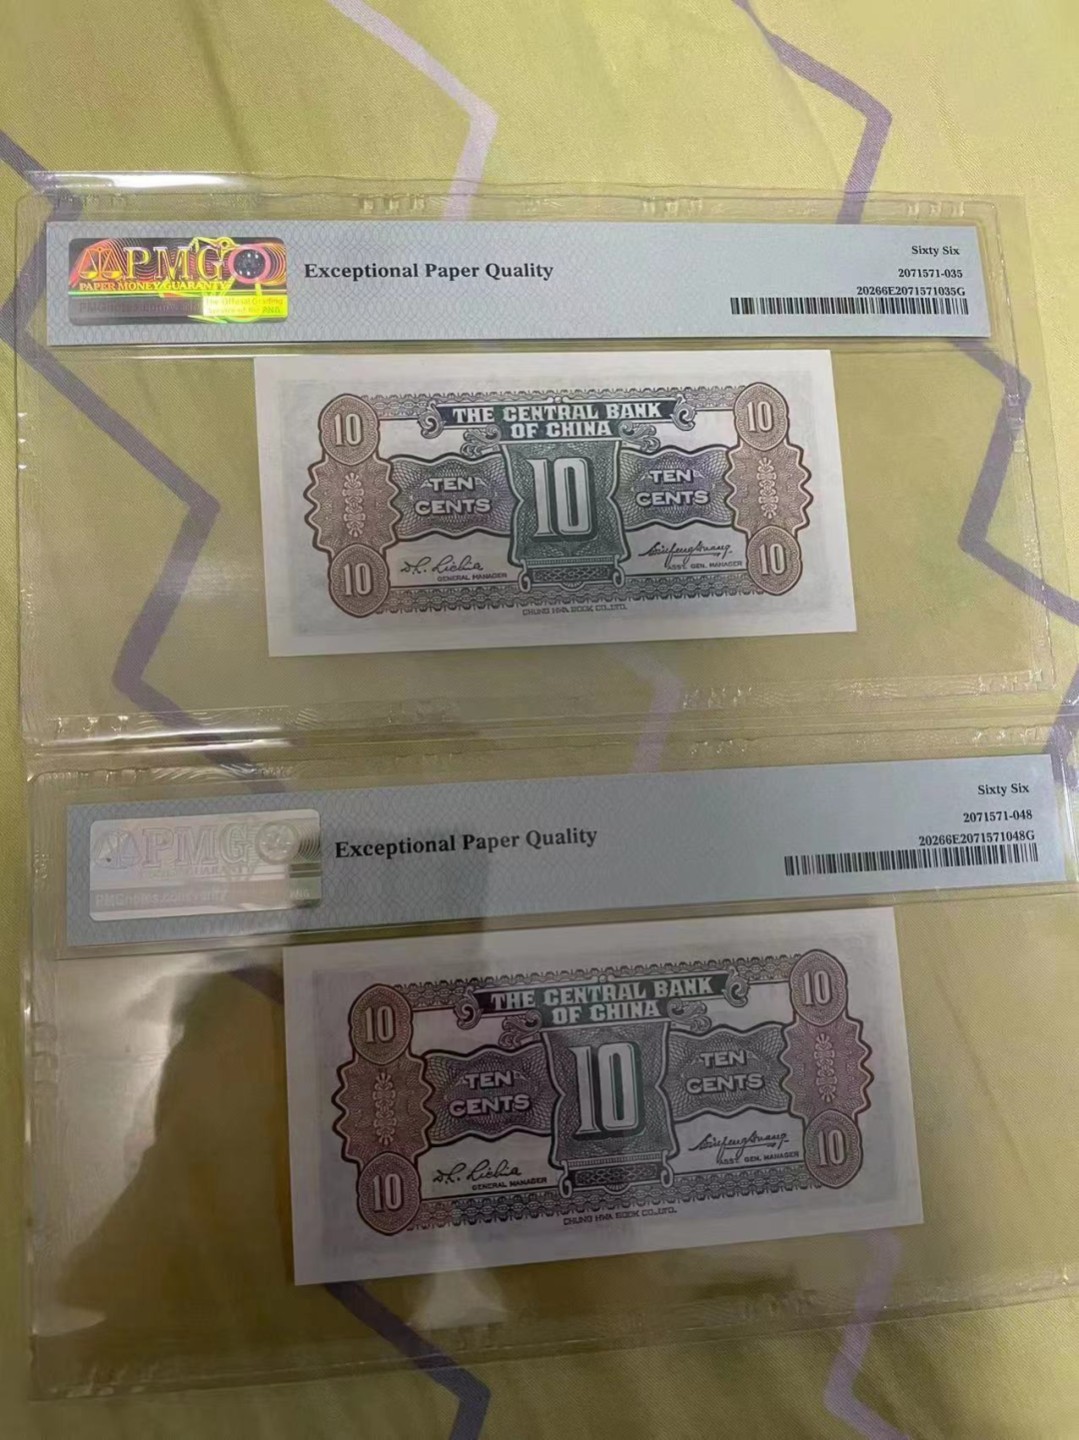 PMG
PAPER MONEY GUARANTY
Exceptional Paper Quality
Sixty Six
2071571-035
20266E2071571035G
10
THE CENTRAL BANK
OF CHINA
10
TEN
CENTS
10
TEN
CENTS
10
GENERAL MANAGER
ASST. GEN. MANAGER
10
CHUNG HWA BOOK CO.,LTD.
PMG
Exceptional Paper Quality
Sixty Six
2071571-048
20266E2071571048G
10
THE CENTRAL BANK
OF CHINA
10
TEN
CENTS
10
TEN
CENTS
10
GENERAL MANAGER
ASST. GEN. MANAGER
10
CHUNG HWA BOOK CO.,LTD.